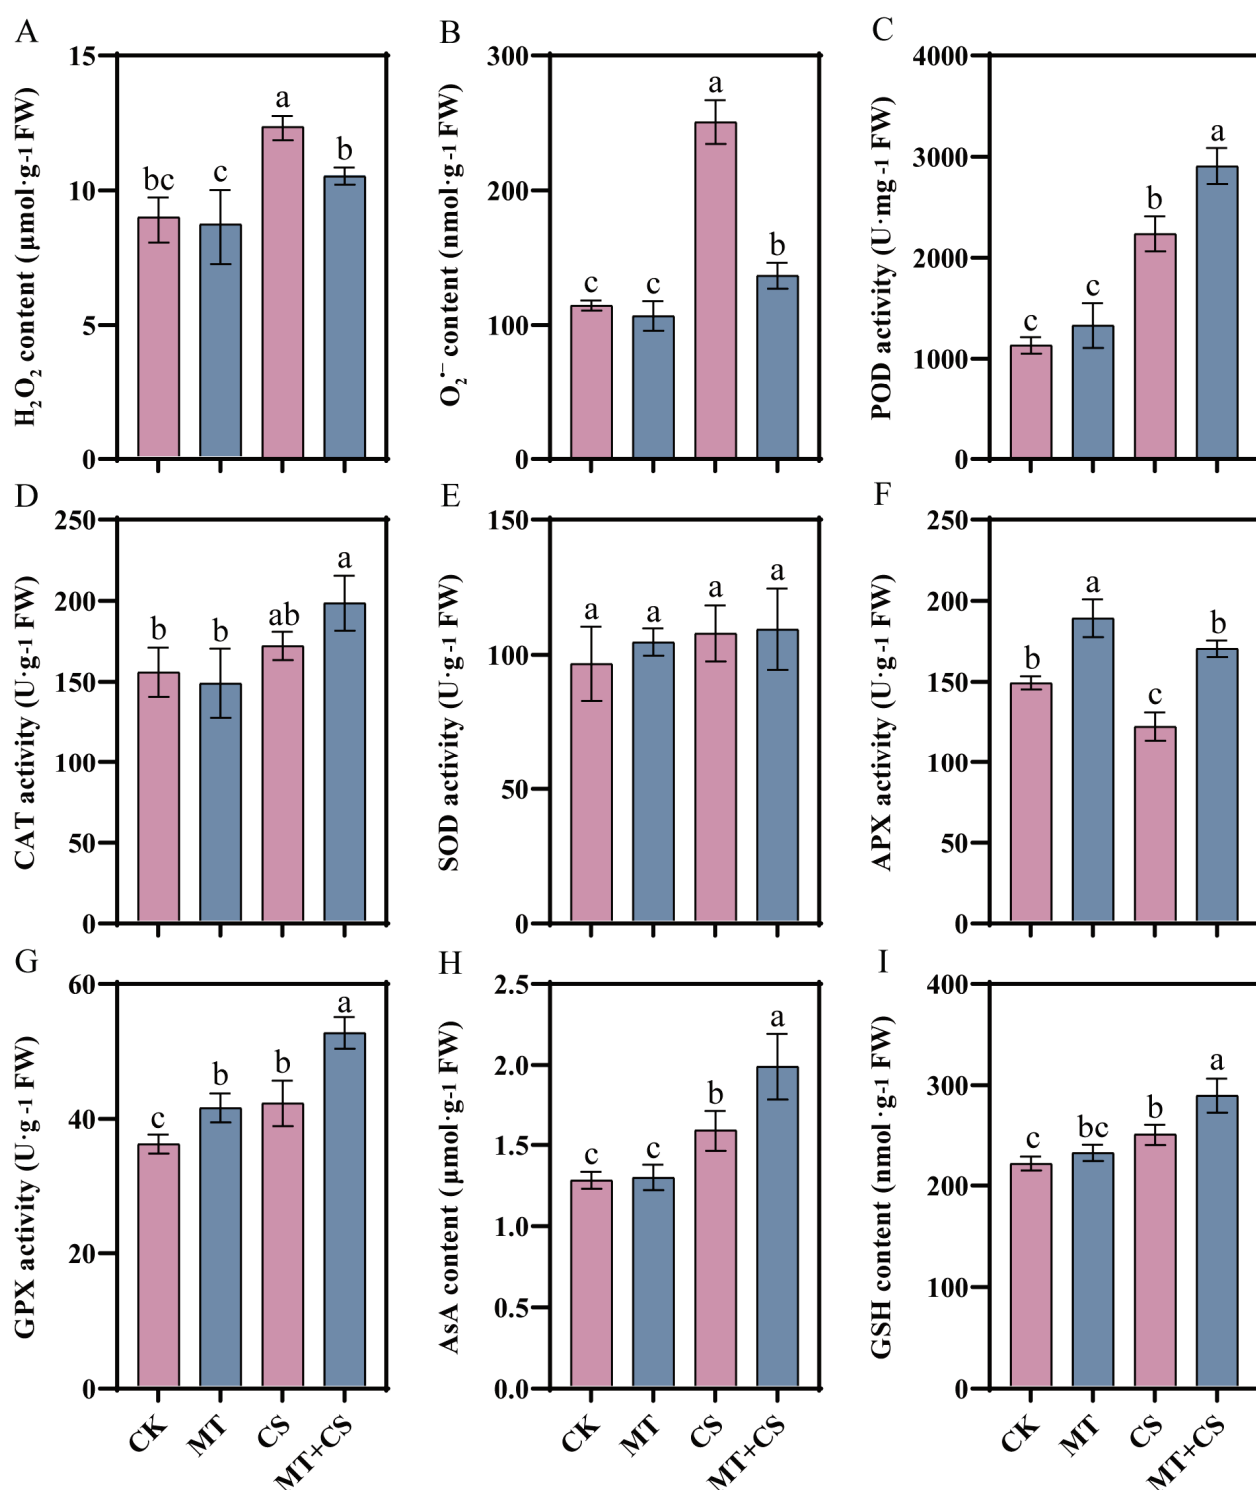 A
H₂O₂ content (μmol·g-1 FW)
15
10
5
0
bc
c
a
b
B
O₂˙⁻ content (nmol·g-1 FW)
300
200
100
0
c
c
a
b
C
POD activity (U·mg-1 FW)
4000
3000
2000
1000
0
c
c
b
a
D
CAT activity (U·g-1 FW)
250
200
150
100
50
0
b
b
ab
a
E
SOD activity (U·g-1 FW)
150
100
50
0
a
a
a
a
F
APX activity (U·g-1 FW)
250
200
150
100
50
0
b
a
c
b
G
GPX activity (U·g-1 FW)
60
40
20
0
c
b
b
a
CK
MT
CS
MT+CS
H
AsA content (μmol·g-1 FW)
2.5
2.0
1.5
1.0
0.5
0.0
c
c
b
a
CK
MT
CS
MT+CS
I
GSH content (nmol·g-1 FW)
400
300
200
100
0
c
bc
b
a
CK
MT
CS
MT+CS